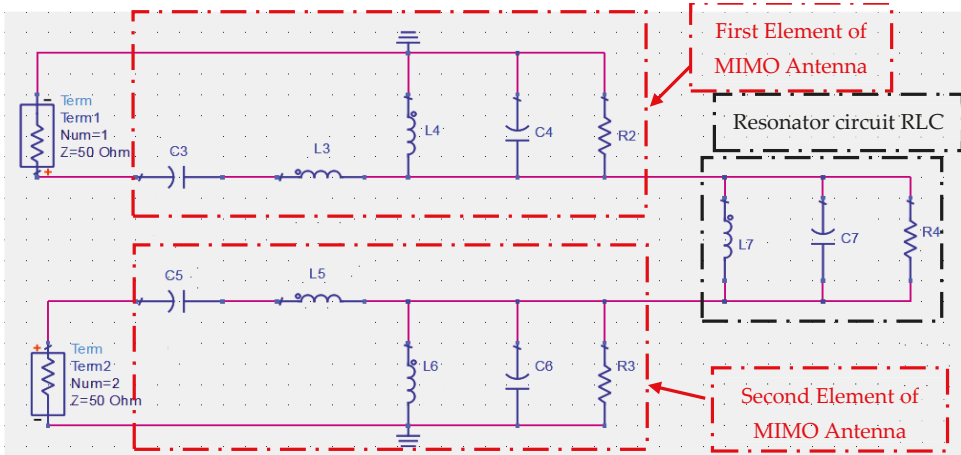 First Element of
MIMO Antenna
Resonator circuit RLC
Term
Term1
Num=1
Z=50 Ohm
C3
L3
L4
C4
R2
L7
C7
R4
C5
L5
Term
Term2
Num=2
Z=50 Ohm
L6
C6
R3
Second Element of
MIMO Antenna